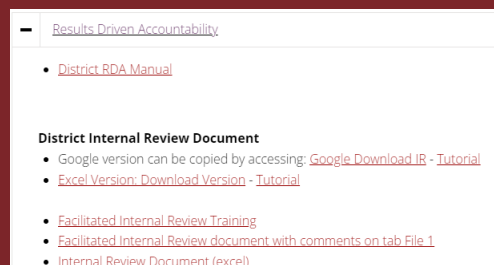 Results Driven Accountability
District RDA Manual
District Internal Review Document
Google version can be copied by accessing: Google Download IR - Tutorial
Excel Version: Download Version - Tutorial
Facilitated Internal Review Training
Facilitated Internal Review document with comments on tab File 1
Internal Review Document (excel)